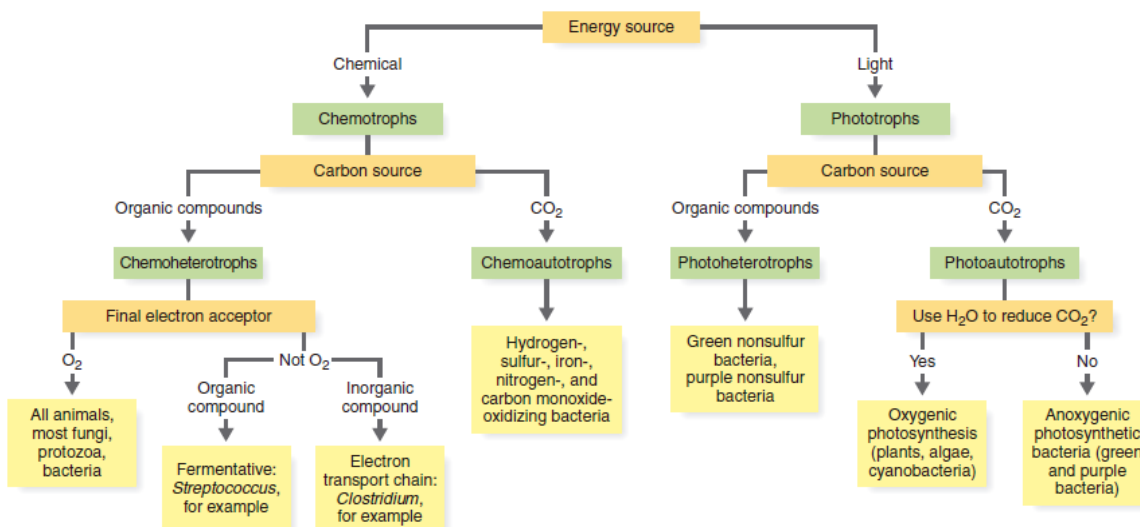 Energy source
Chemical
Light
Chemotrophs
Phototrophs
Carbon source
Carbon source
Organic compounds
CO₂
Organic compounds
CO₂
Chemoheterotrophs
Chemoautotrophs
Photoheterotrophs
Photoautotrophs
Final electron acceptor
Use H₂O to reduce CO₂?
O₂
Not O₂
Organic
compound
Inorganic
compound
Hydrogen-,
sulfur-, iron-,
nitrogen-, and
carbon monoxide-
oxidizing bacteria
Green nonsulfur
bacteria,
purple nonsulfur
bacteria
Yes
No
All animals,
most fungi,
protozoa,
bacteria
Fermentative:
Streptococcus,
for example
Electron
transport chain:
Clostridium,
for example
Oxygenic
photosynthesis
(plants, algae,
cyanobacteria)
Anoxygenic
photosynthetic
bacteria (green
and purple
bacteria)